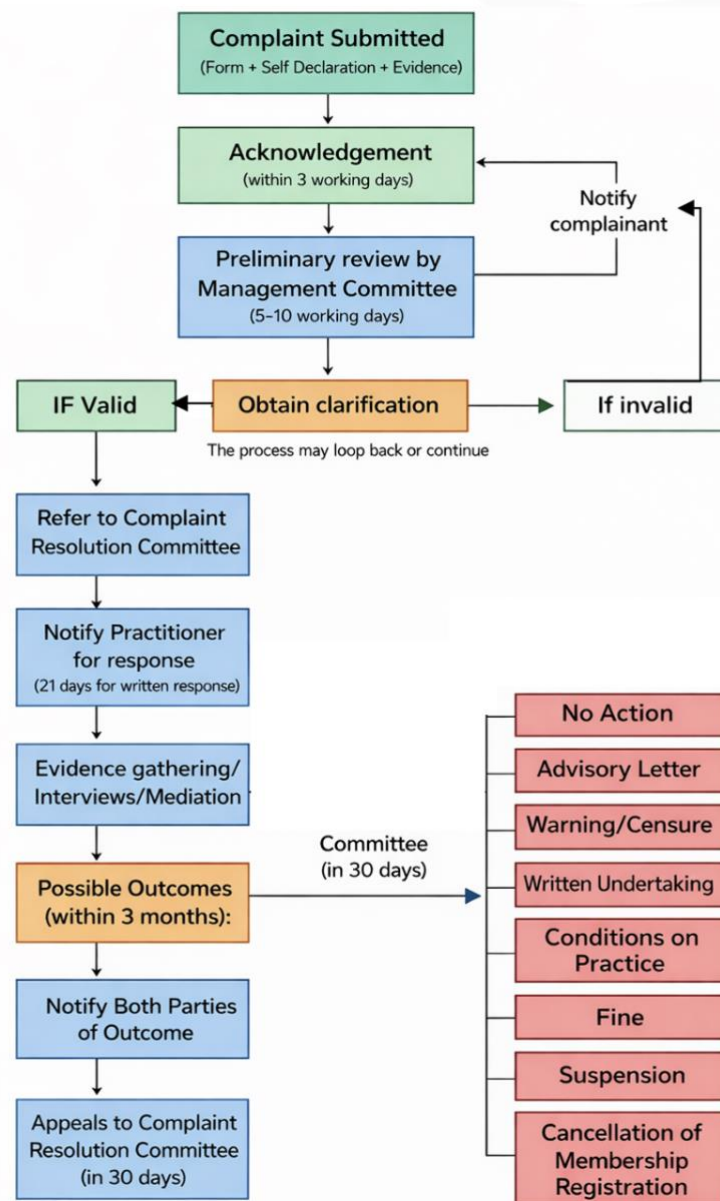 Complaint Submitted
(Form + Self Declaration + Evidence)
Acknowledgement
(within 3 working days)
Notify
complainant
Preliminary review by
Management Committee
(5-10 working days)
IF Valid
Obtain clarification
If invalid
The process may loop back or continue
Refer to Complaint
Resolution Committee
Notify Practitioner
for response
(21 days for written response)
Evidence gathering/
Interviews/Mediation
Possible Outcomes
(within 3 months):
Committee
(in 30 days)
No Action
Advisory Letter
Warning/Censure
Written Undertaking
Conditions on
Practice
Fine
Suspension
Cancellation of
Membership
Registration
Notify Both Parties
of Outcome
Appeals to Complaint
Resolution Committee
(in 30 days)